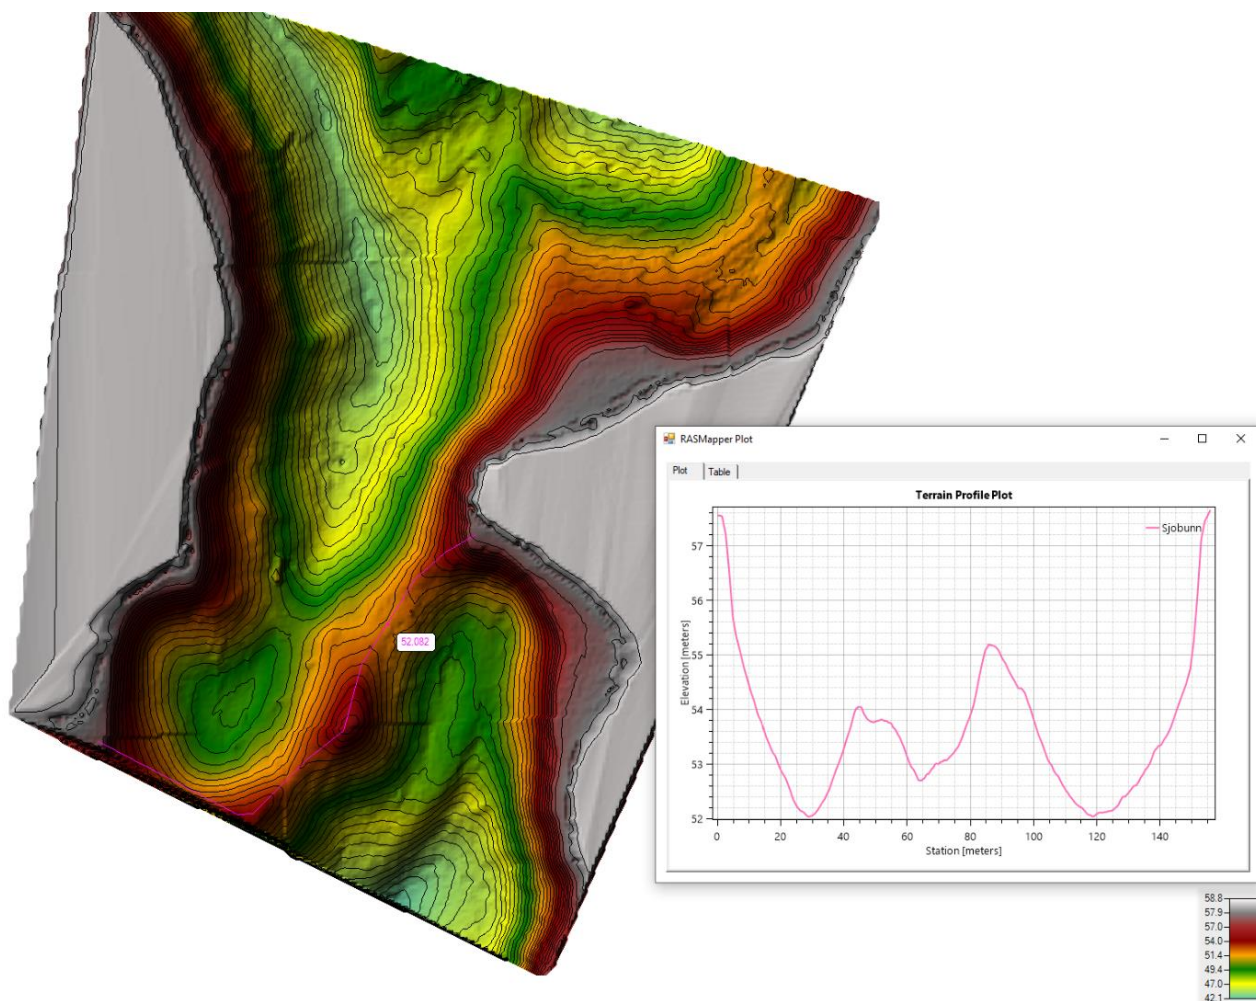 52.082
RASMapper Plot
Plot Table
Terrain Profile Plot
Sjobunn
Elevation [meters]
57
56
55
54
53
52
0 20 40 60 80 100 120 140
Station [meters]
58.8
57.9
57.0
54.0
51.4
49.4
47.0
42.1